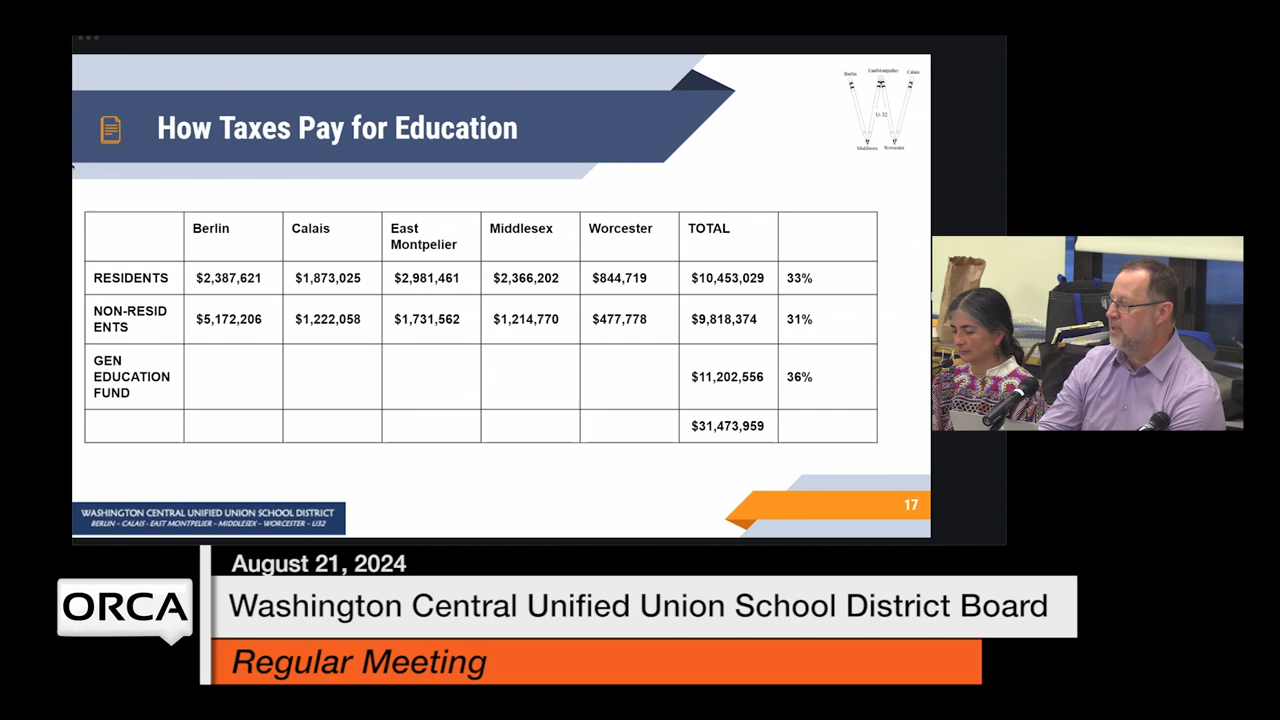 How Taxes Pay for Education
Berlin
EastMontpelier
Calais
U-32
Middlesex
Worcester
Berlin Calais East Montpelier Middlesex Worcester TOTAL
RESIDENTS $2,387,621 $1,873,025 $2,981,461 $2,366,202 $844,719 $10,453,029 33%
NON-RESID
ENTS $5,172,206 $1,222,058 $1,731,562 $1,214,770 $477,778 $9,818,374 31%
GEN
EDUCATION
FUND $11,202,556 36%
$31,473,959
WASHINGTON CENTRAL UNIFIED UNION SCHOOL DISTRICT
BERLIN – CALAIS - EAST MONTPELIER – MIDDLESEX – WORCESTER – U32
17
August 21, 2024
ORCA
Washington Central Unified Union School District Board
Regular Meeting